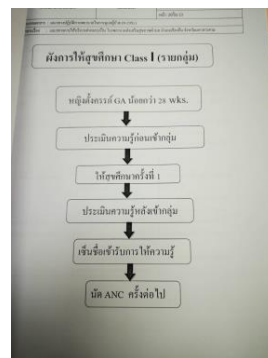 ผังการให้สุขศึกษา Class I (รายกลุ่ม)
หญิงตั้งครรภ์ GA น้อยกว่า 28 wks.
ประเมินความรู้ก่อนเข้ากลุ่ม
ให้สุขศึกษาครั้งที่ 1
ประเมินความรู้หลังเข้ากลุ่ม
เซ็นชื่อเข้ารับการให้ความรู้
นัด ANC ครั้งต่อไป